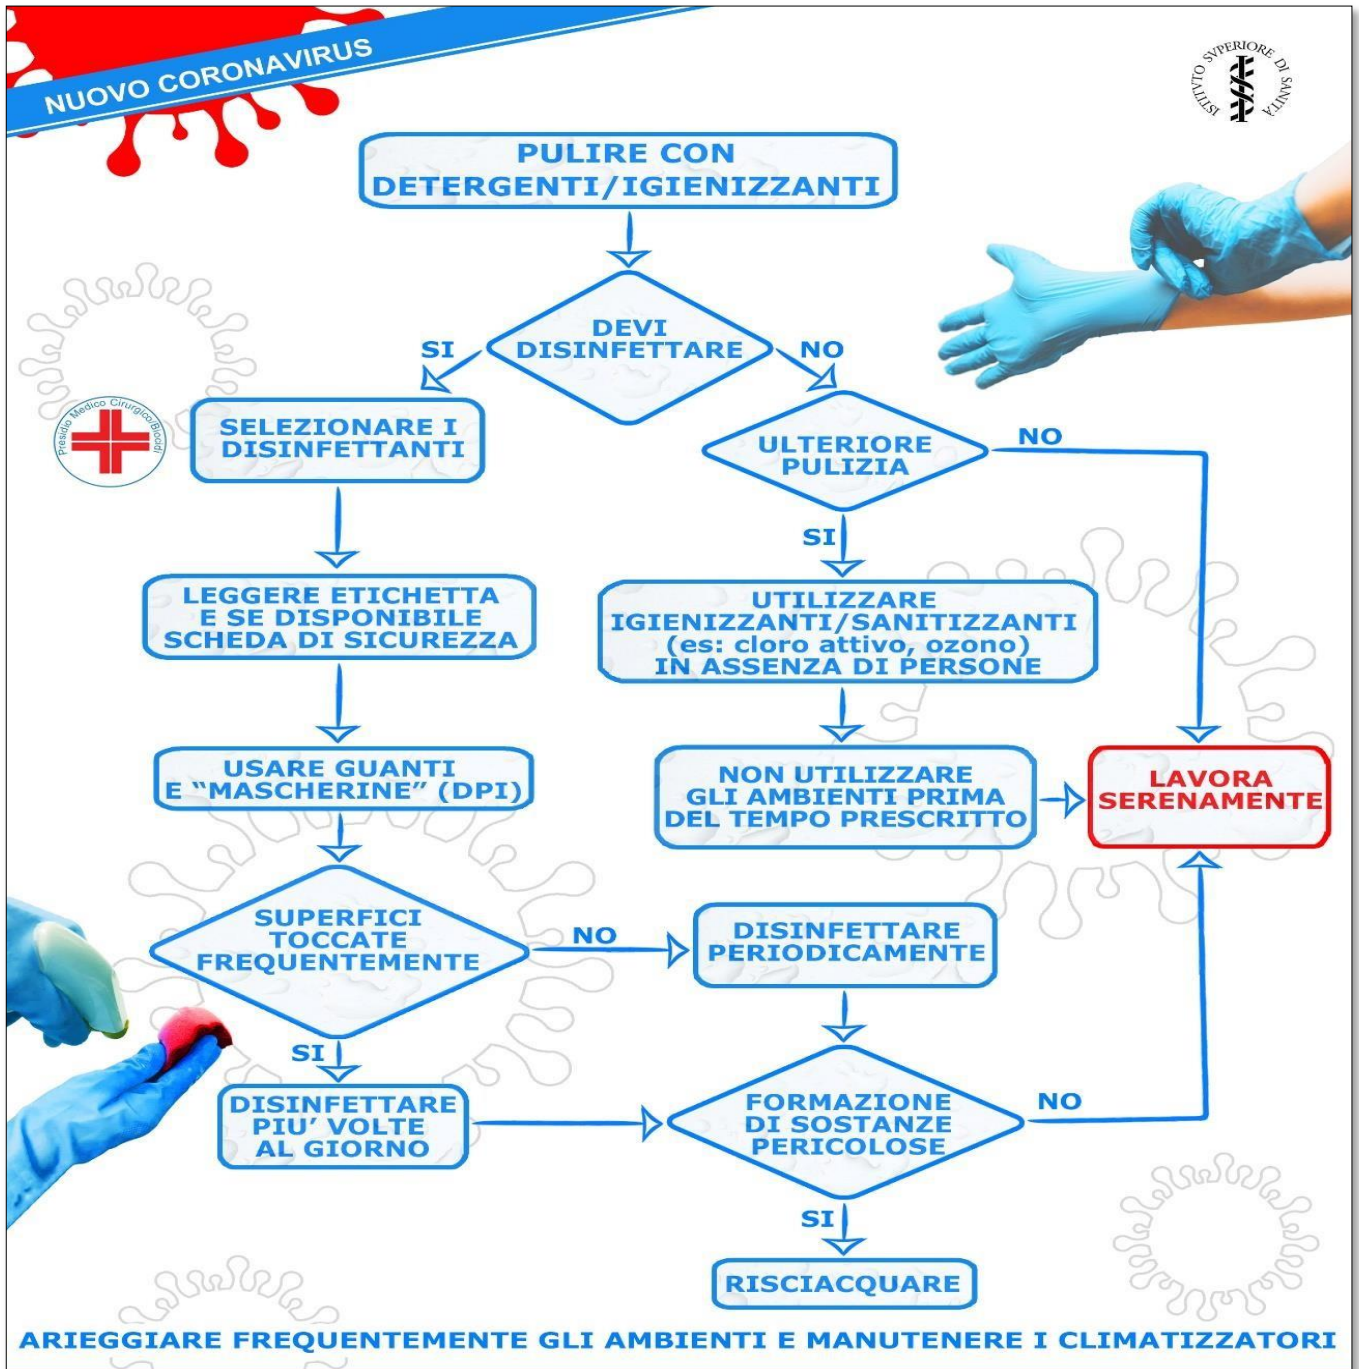 NUOVO CORONAVIRUS
ISTITVTO SVPERIORE DI SANITÀ
PULIRE CON
DETERGENTI/IGIENIZZANTI
DEVI
DISINFETTARE
SI
NO
Presidio Medico Cirurgico/Biocidi
SELEZIONARE I
DISINFETTANTI
ULTERIORE
PULIZIA
NO
SI
LEGGERE ETICHETTA
E SE DISPONIBILE
SCHEDA DI SICUREZZA
UTILIZZARE
IGIENIZZANTI/SANITIZZANTI
(es: cloro attivo, ozono)
IN ASSENZA DI PERSONE
USARE GUANTI
E “MASCHERINE” (DPI)
NON UTILIZZARE
GLI AMBIENTI PRIMA
DEL TEMPO PRESCRITTO
LAVORA
SERENAMENTE
SUPERFICI
TOCCATE
FREQUENTEMENTE
NO
DISINFETTARE
PERIODICAMENTE
SI
DISINFETTARE
PIU’ VOLTE
AL GIORNO
FORMAZIONE
DI SOSTANZE
PERICOLOSE
NO
SI
RISCIACQUARE
ARIEGGIARE FREQUENTEMENTE GLI AMBIENTI E MANUTENERE I CLIMATIZZATORI